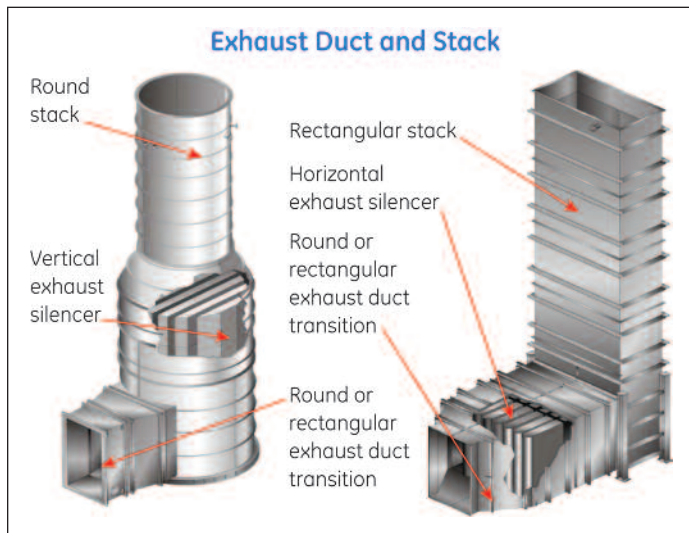 Exhaust Duct and Stack
Round
stack
Vertical
exhaust
silencer
Round or
rectangular
exhaust duct
transition
Rectangular stack
Horizontal
exhaust silencer
Round or
rectangular
exhaust duct
transition